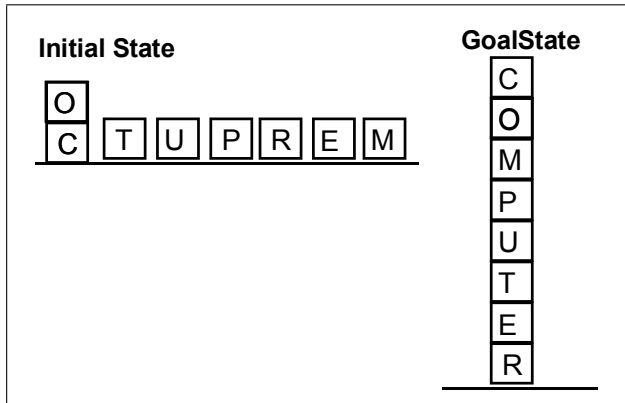 Initial State
O
C T U P R E M
GoalState
C
O
M
P
U
T
E
R